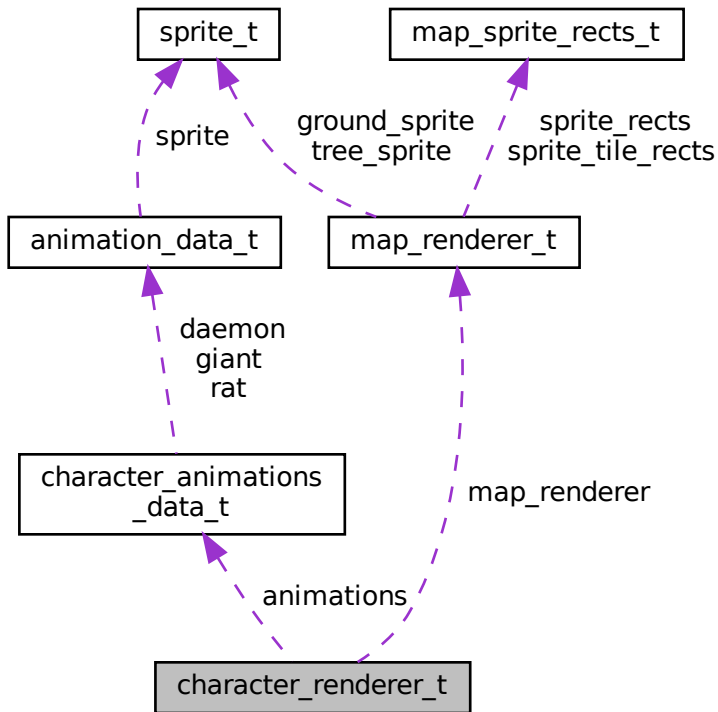 sprite_t
map_sprite_rects_t
sprite
ground_sprite
tree_sprite
sprite_rects
sprite_tile_rects
animation_data_t
map_renderer_t
daemon
giant
rat
character_animations
_data_t
map_renderer
animations
character_renderer_t